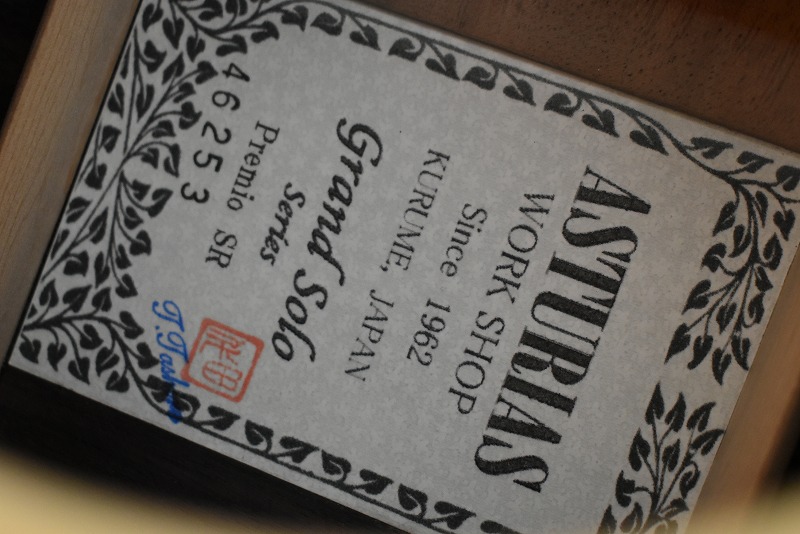 ASTURIAS
WORK SHOP
Since 1962
KURUME, JAPAN
Grand Solo
Series
Premio SR
46253